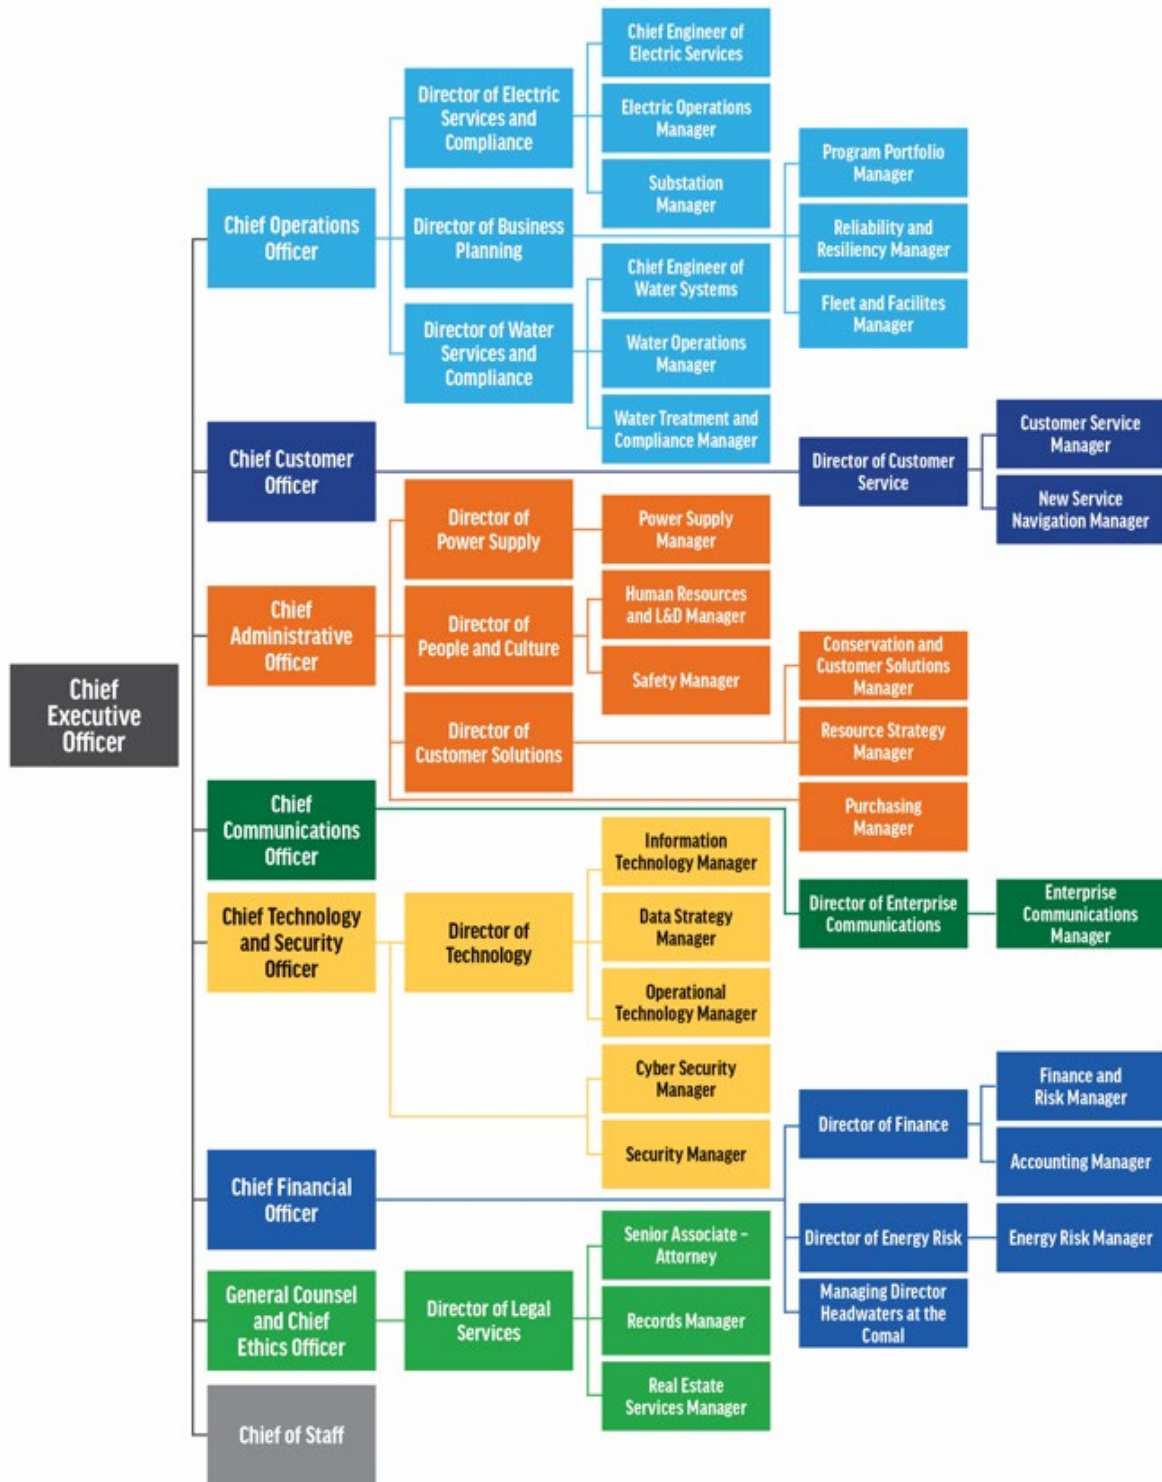 Chief
Executive
Officer
Chief Operations
Officer
Director of Electric
Services and
Compliance
Chief Engineer of
Electric Services
Electric Operations
Manager
Substation
Manager
Director of Business
Planning
Program Portfolio
Manager
Reliability and
Resiliency Manager
Fleet and Facilites
Manager
Director of Water
Services and
Compliance
Chief Engineer of
Water Systems
Water Operations
Manager
Water Treatment and
Compliance Manager
Chief Customer
Officer
Director of Customer
Service
Customer Service
Manager
New Service
Navigation Manager
Chief
Administrative
Officer
Director of
Power Supply
Power Supply
Manager
Director of
People and Culture
Human Resources
and L&D Manager
Safety Manager
Director of
Customer Solutions
Conservation and
Customer Solutions
Manager
Resource Strategy
Manager
Purchasing
Manager
Chief
Communications
Officer
Director of Enterprise
Communications
Enterprise
Communications
Manager
Chief Technology
and Security
Officer
Director of
Technology
Information
Technology Manager
Data Strategy
Manager
Operational
Technology Manager
Cyber Security
Manager
Security Manager
Chief Financial
Officer
Director of Finance
Finance and
Risk Manager
Accounting Manager
Director of Energy Risk
Energy Risk Manager
Managing Director
Headwaters at the
Comal
General Counsel
and Chief
Ethics Officer
Director of Legal
Services
Senior Associate –
Attorney
Records Manager
Real Estate
Services Manager
Chief of Staff